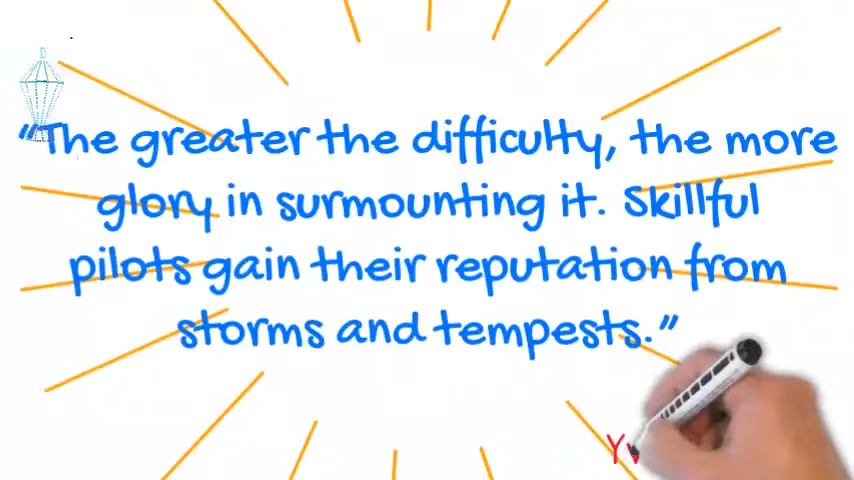 “The greater the difficulty, the more
glory in surmounting it. Skillful
pilots gain their reputation from
storms and tempests.”